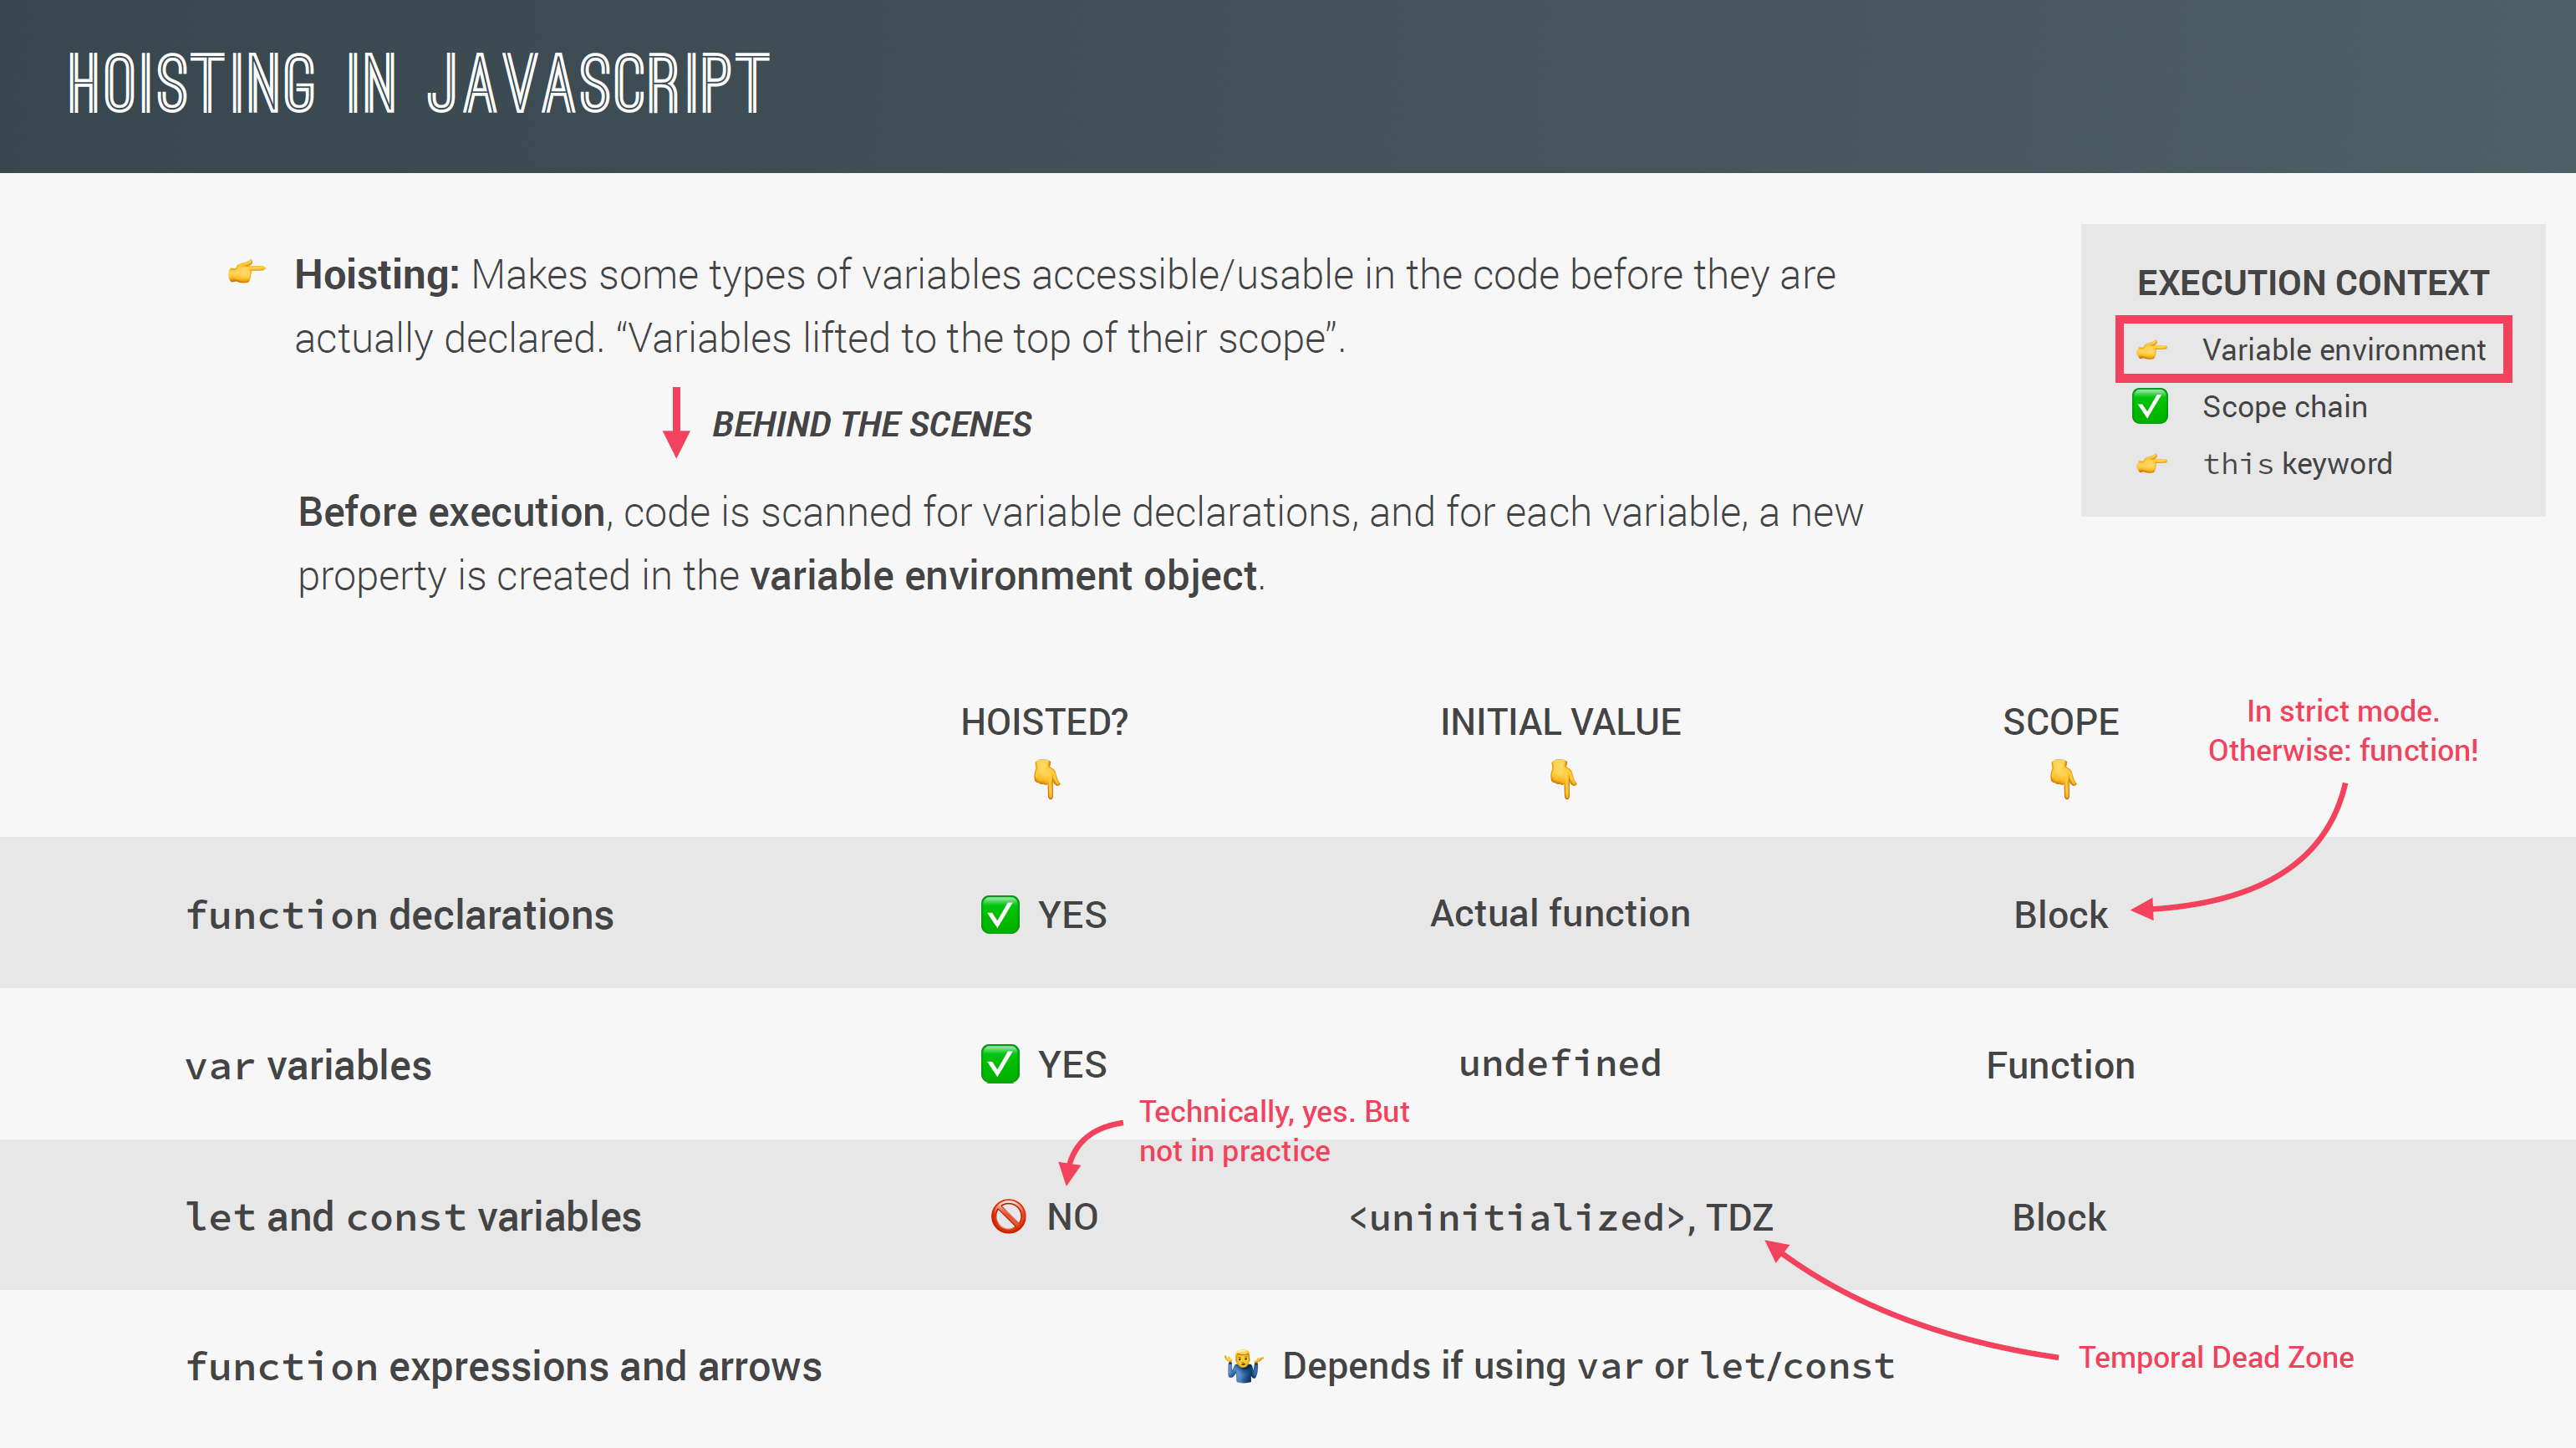 HOISTING IN JAVASCRIPT
Hoisting: Makes some types of variables accessible/usable in the code before they are
actually declared. “Variables lifted to the top of their scope”.
BEHIND THE SCENES
Before execution, code is scanned for variable declarations, and for each variable, a new
property is created in the variable environment object.
EXECUTION CONTEXT
Variable environment
Scope chain
this keyword
HOISTED?
INITIAL VALUE
SCOPE
In strict mode.
Otherwise: function!
function declarations
YES
Actual function
Block
var variables
YES
undefined
Function
Technically, yes. But
not in practice
let and const variables
NO
<uninitialized>, TDZ
Block
function expressions and arrows
Depends if using var or let/const
Temporal Dead Zone